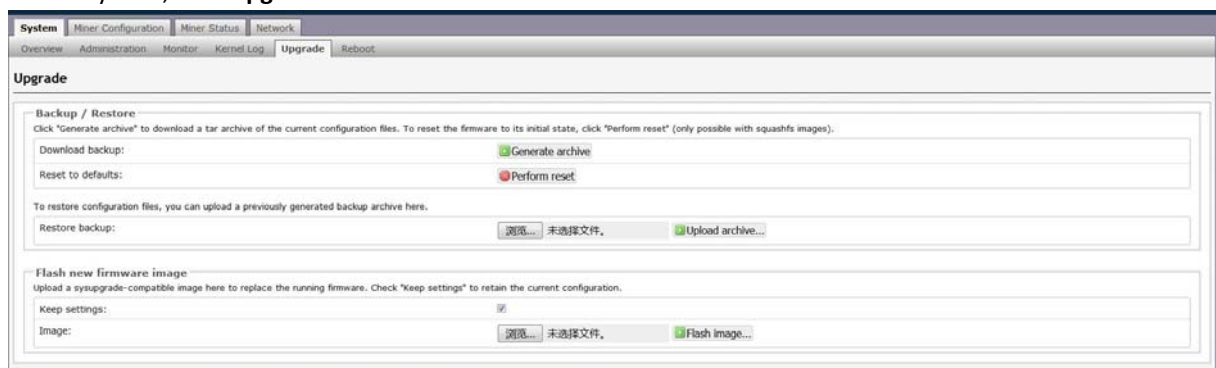 System Miner Configuration Miner Status Network
Overview Administration Monitor Kernel Log Upgrade Reboot
Upgrade
Backup / Restore
Click "Generate archive" to download a tar archive of the current configuration files. To reset the firmware to its initial state, click "Perform reset" (only possible with squashfs images).
Download backup: Generate archive
Reset to defaults: Perform reset
To restore configuration files, you can upload a previously generated backup archive here.
Restore backup: 浏览... 未选择文件。 Upload archive...
Flash new firmware image
Upload a sysupgrade-compatible image here to replace the running firmware. Check "Keep settings" to retain the current configuration.
Keep settings:
Image: 浏览... 未选择文件。 Flash image...